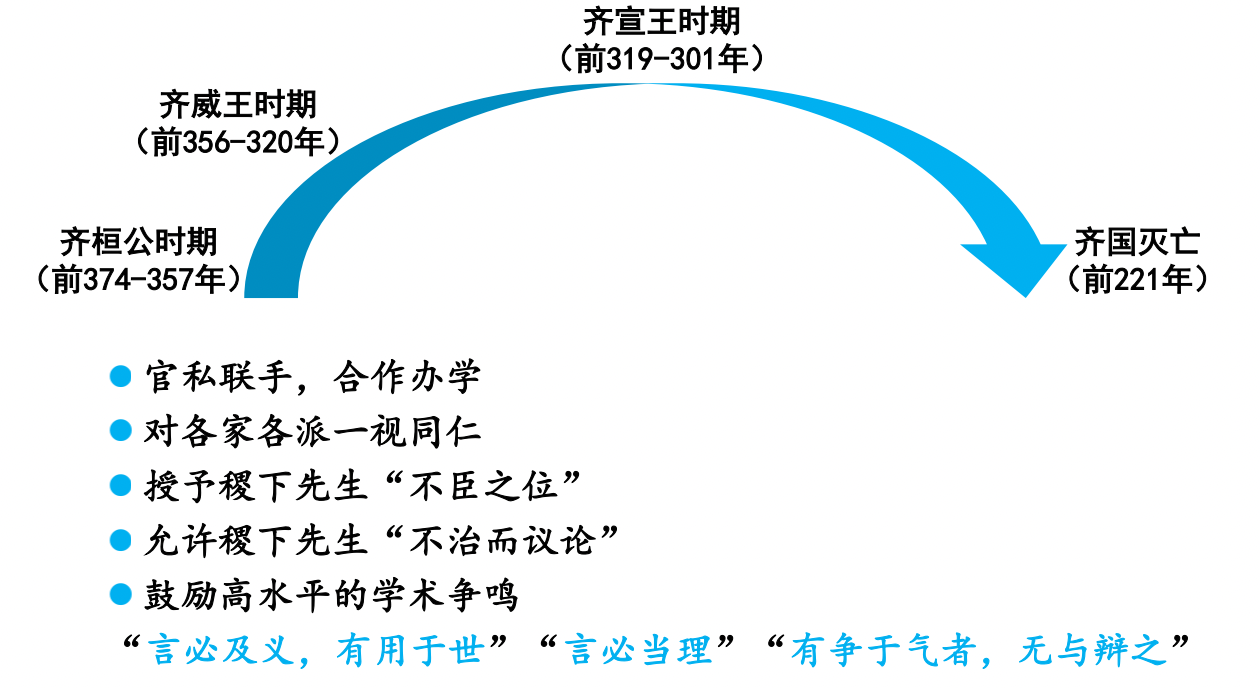 齐宣王时期
（前319-301年）
齐威王时期
（前356-320年）
齐桓公时期
（前374-357年）
齐国灭亡
（前221年）
官私联手，合作办学
对各家各派一视同仁
授予稷下先生“不臣之位”
允许稷下先生“不治而议论”
鼓励高水平的学术争鸣
“言必及义，有用于世”“言必当理”“有争于气者，无与辩之”